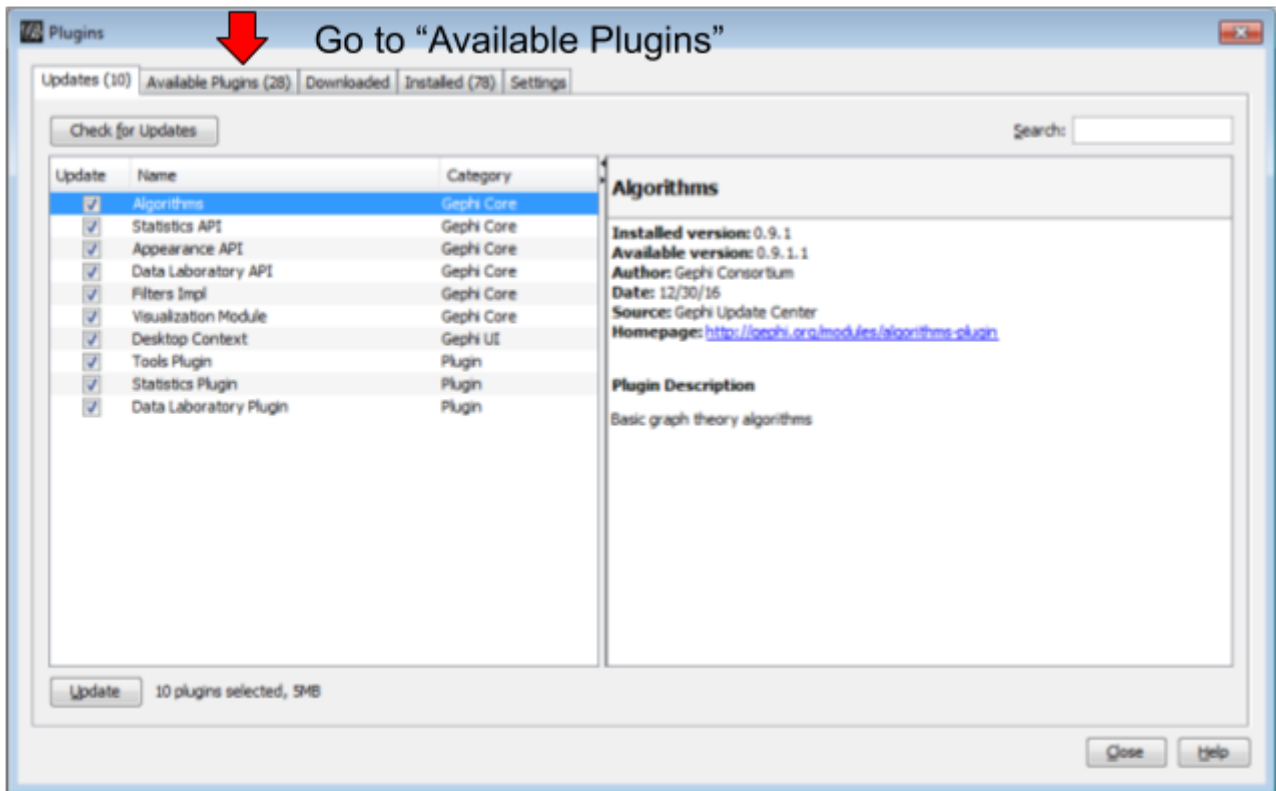 Plugins
Go to “Available Plugins”
Updates (10) Available Plugins (28) Downloaded Installed (78) Settings
Check for Updates
Search:
Update Name Category
Algorithms Gephi Core
Statistics API Gephi Core
Appearance API Gephi Core
Data Laboratory API Gephi Core
Filters Impl Gephi Core
Visualization Module Gephi Core
Desktop Context Gephi UI
Tools Plugin Plugin
Statistics Plugin Plugin
Data Laboratory Plugin Plugin
Algorithms
Installed version: 0.9.1
Available version: 0.9.1.1
Author: Gephi Consortium
Date: 12/30/16
Source: Gephi Update Center
Homepage: http://gephi.org/modules/algorithms-plugin
Plugin Description
Basic graph theory algorithms
Update 10 plugins selected, 5MB
Close Help